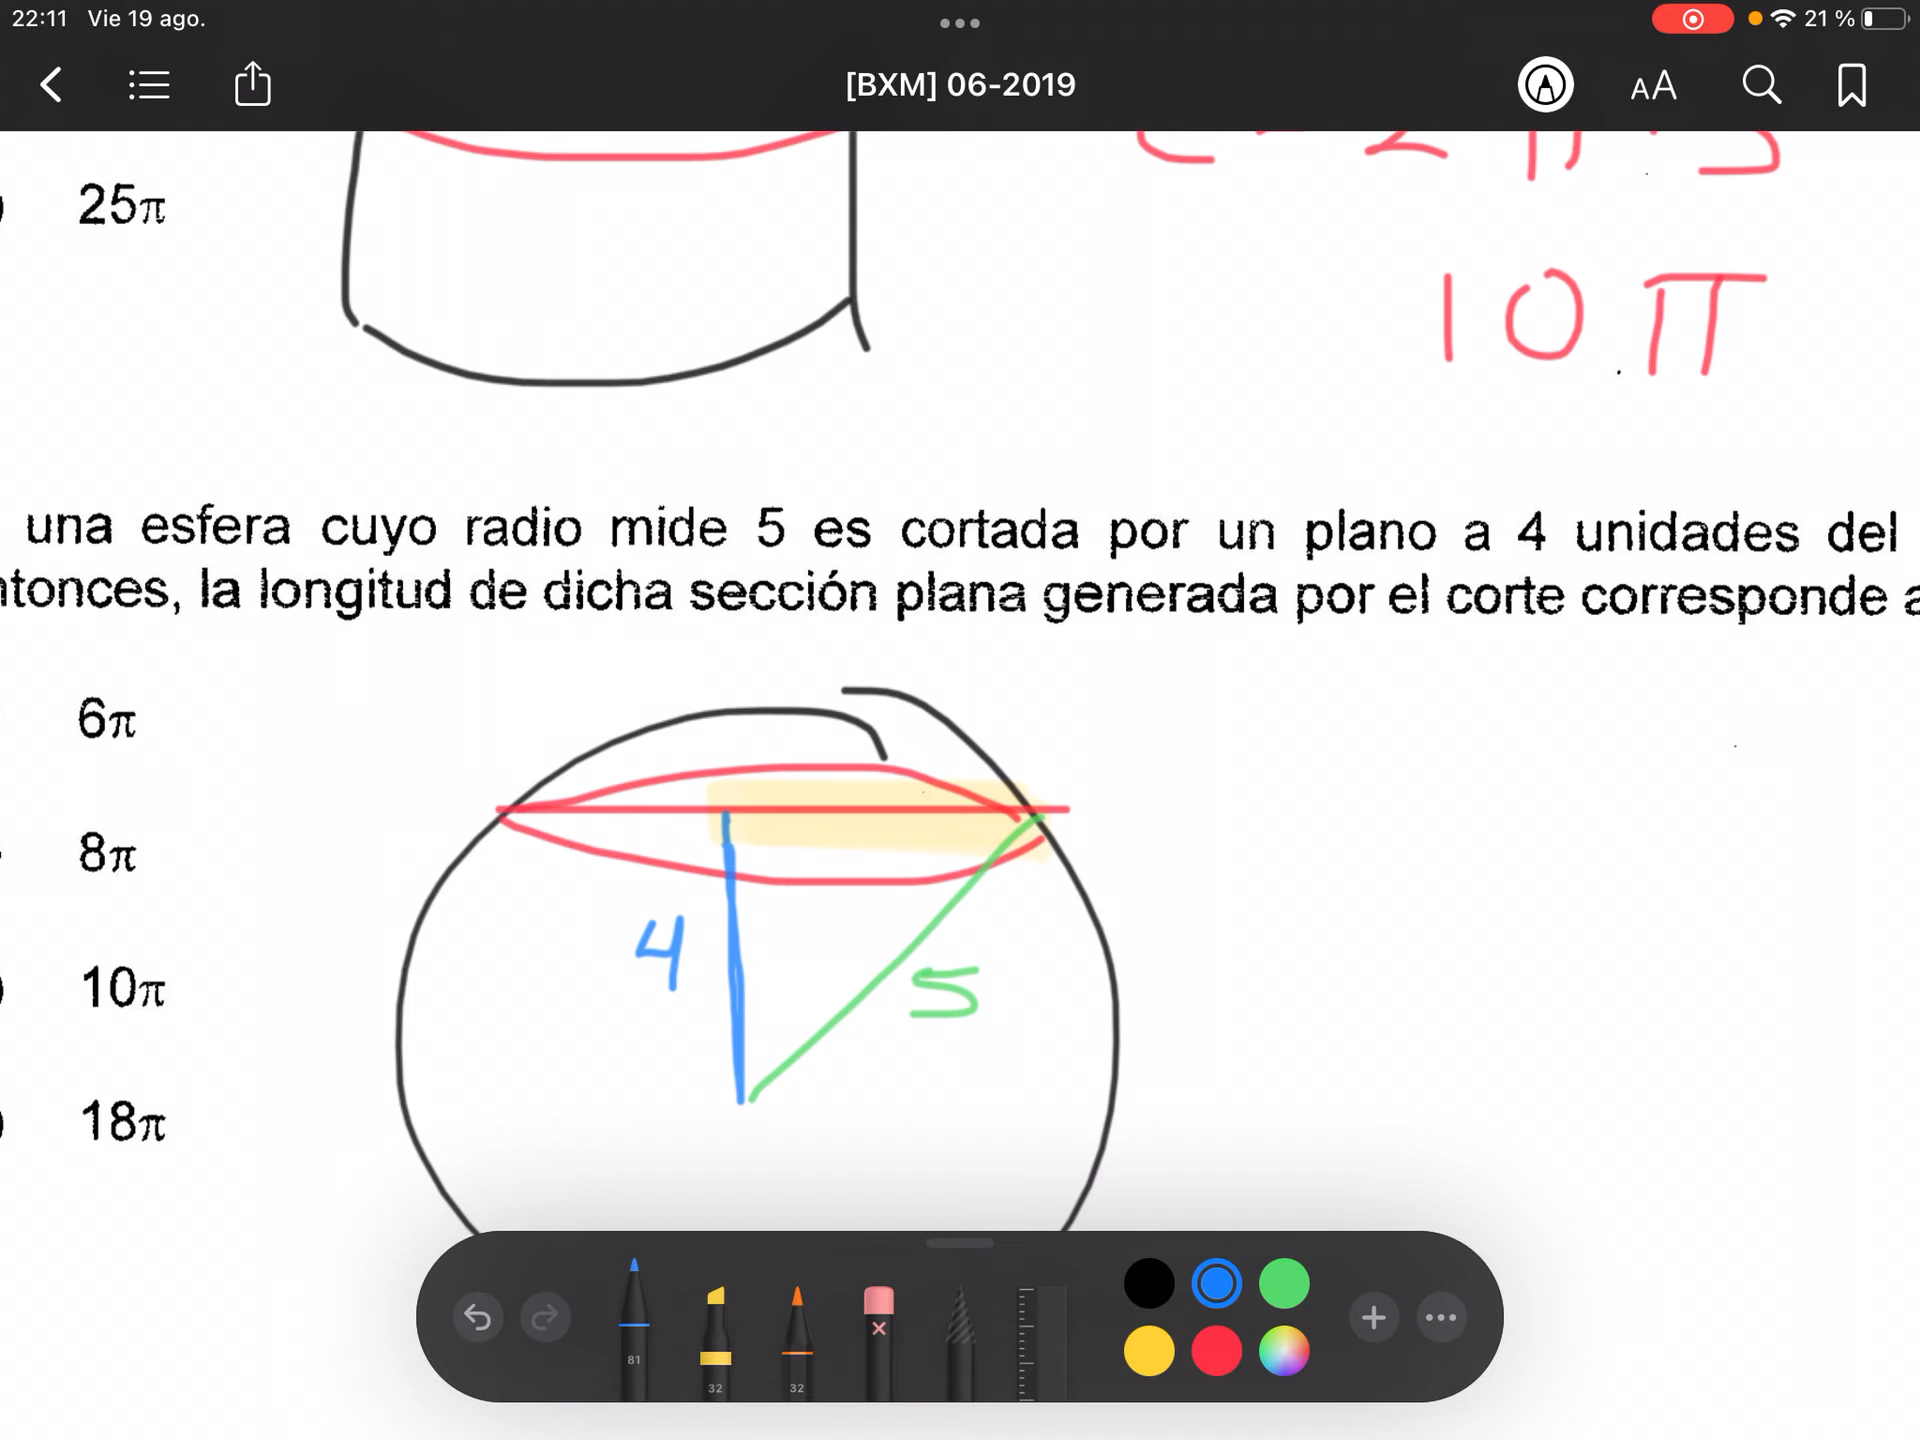 22:11 Vie 19 ago.
21 %
[BXM] 06-2019
AA
25π
10 π
una esfera cuyo radio mide 5 es cortada por un plano a 4 unidades del
ntonces, la longitud de dicha sección plana generada por el corte corresponde a
6π
8π
4
5
10π
18π
81
32
32